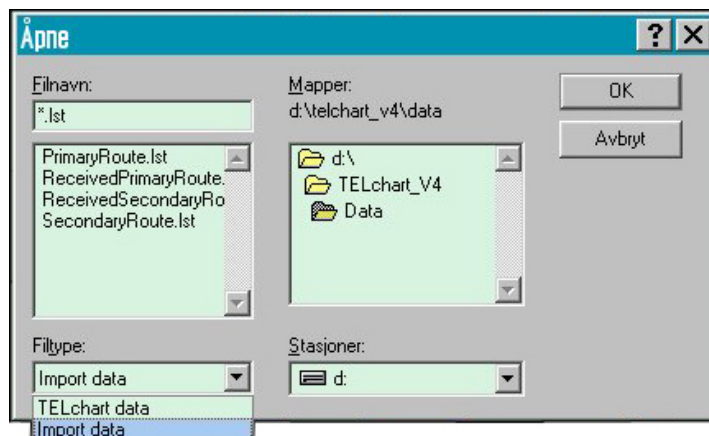 Åpne
Filnavn:
*.lst
PrimaryRoute.lst
ReceivedPrimaryRoute.
ReceivedSecondaryRo
SecondaryRoute.lst
Filtype:
Import data
TELchart data
Import data
Mapper:
d:\telchart_v4\data
d:\
TELchart_V4
Data
Stasjoner:
d:
OK
Avbryt